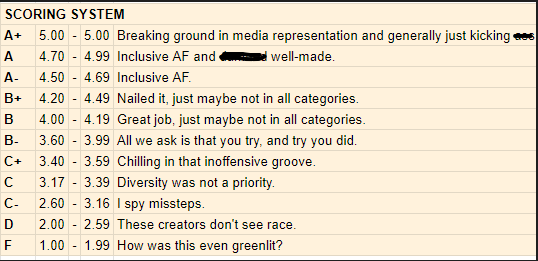 SCORING SYSTEM
A+ 5.00 - 5.00 Breaking ground in media representation and generally just kicking
A 4.70 - 4.99 Inclusive AF and well-made.
A- 4.50 - 4.69 Inclusive AF.
B+ 4.20 - 4.49 Nailed it, just maybe not in all categories.
B 4.00 - 4.19 Great job, just maybe not in all categories.
B- 3.60 - 3.99 All we ask is that you try, and try you did.
C+ 3.40 - 3.59 Chilling in that inoffensive groove.
C 3.17 - 3.39 Diversity was not a priority.
C- 2.60 - 3.16 I spy missteps.
D 2.00 - 2.59 These creators don't see race.
F 1.00 - 1.99 How was this even greenlit?